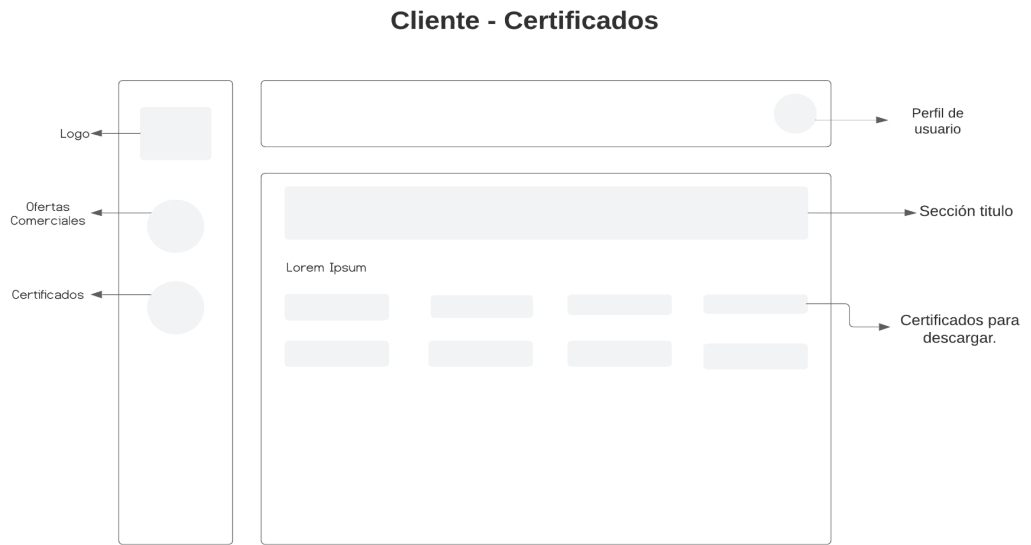 Cliente - Certificados
Logo
Perfil de
usuario
Ofertas
Comerciales
Sección titulo
Lorem Ipsum
Certificados
Certificados para
descargar.